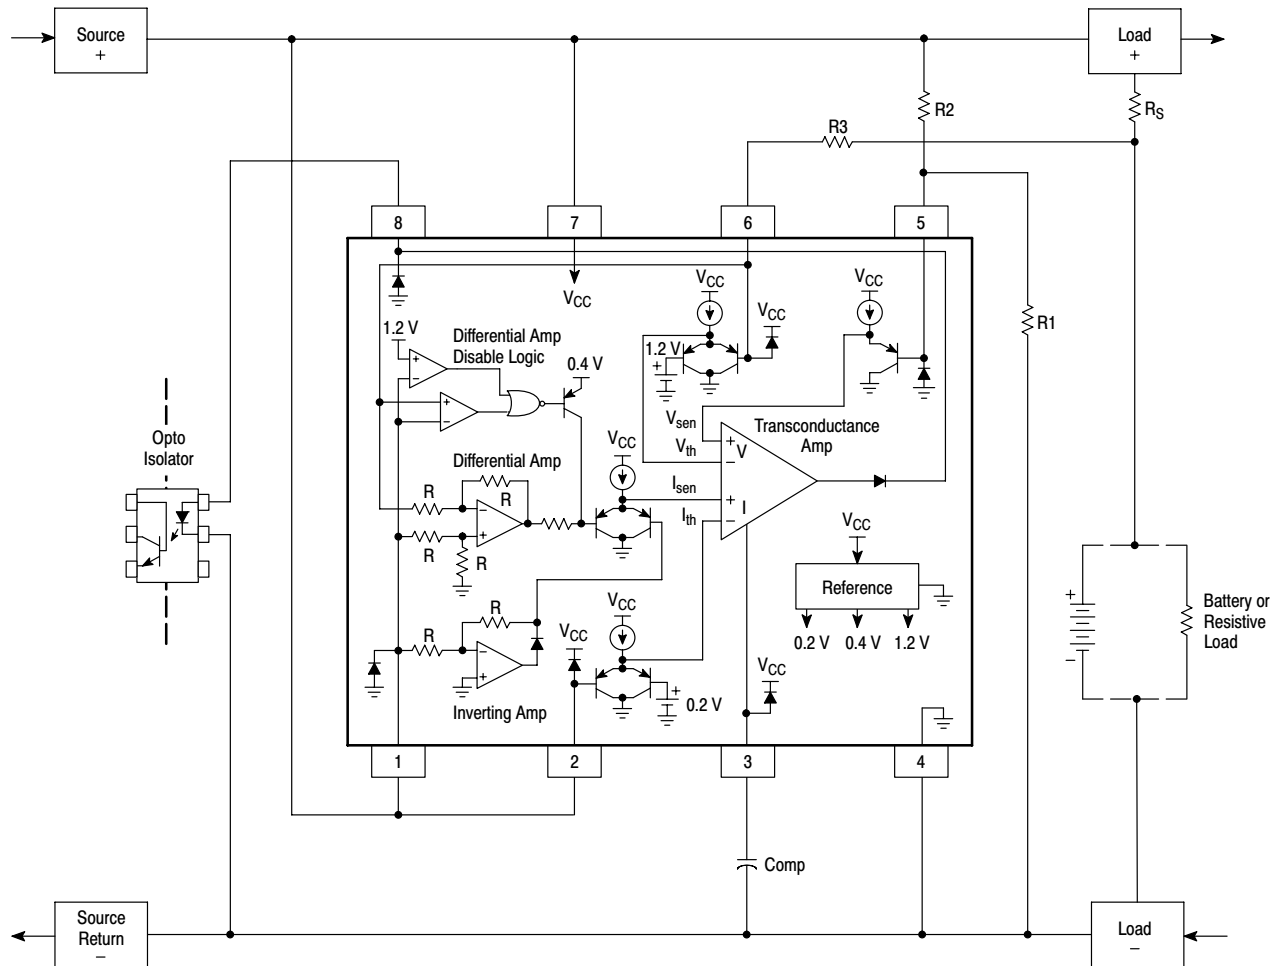 Source
+
Load
+
R2
RS
R3
8
7
6
5
VCC
VCC
VCC
VCC
1.2 V
Differential Amp
Disable Logic
0.4 V
1.2 V
+
R1
+
−
+
−
Opto
Isolator
Vsen
Vth
Transconductance
Amp
+
V
−
VCC
Differential Amp
Isen
Ith
+
I
−
R
R
−
+
R
R
VCC
Reference
0.2 V
0.4 V
1.2 V
+
−
Battery or
Resistive
Load
R
R
−
+
VCC
VCC
VCC
+
0.2 V
Inverting Amp
1
2
3
4
Comp
Source
Return
−
Load
−